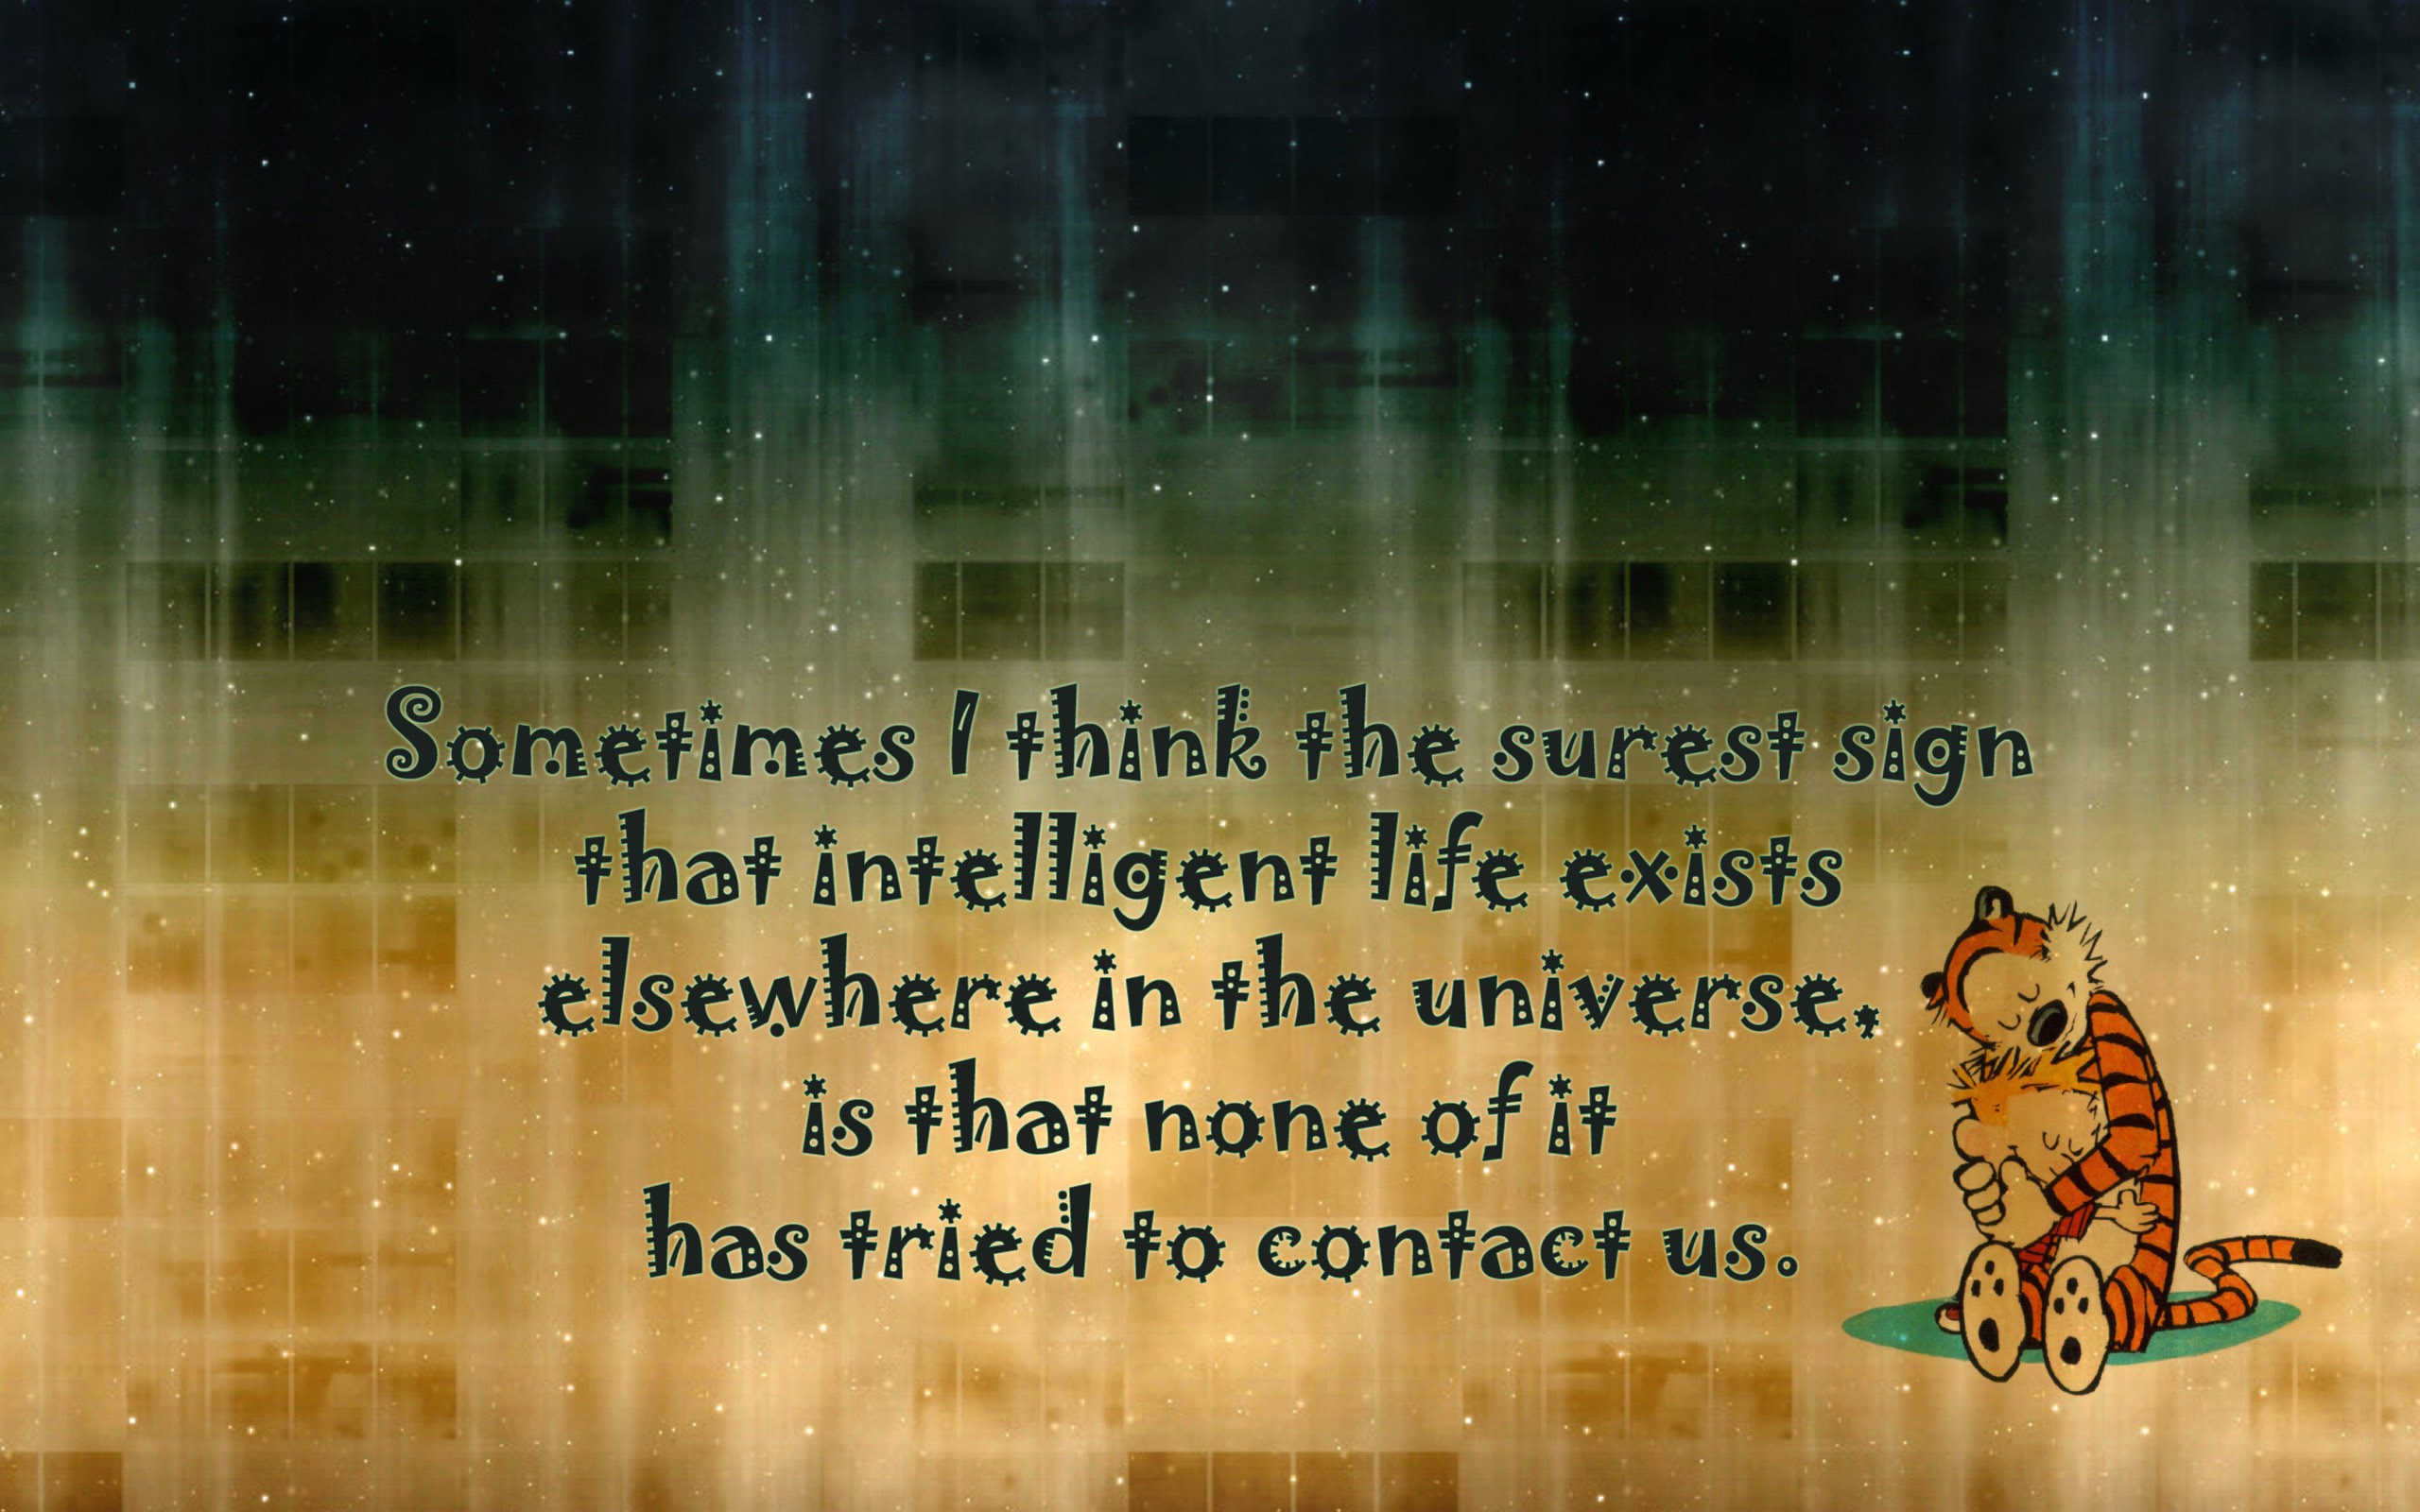 Sometimes I think the surest sign
that intelligent life exists
elsewhere in the universe,
is that none of it
has tried to contact us.